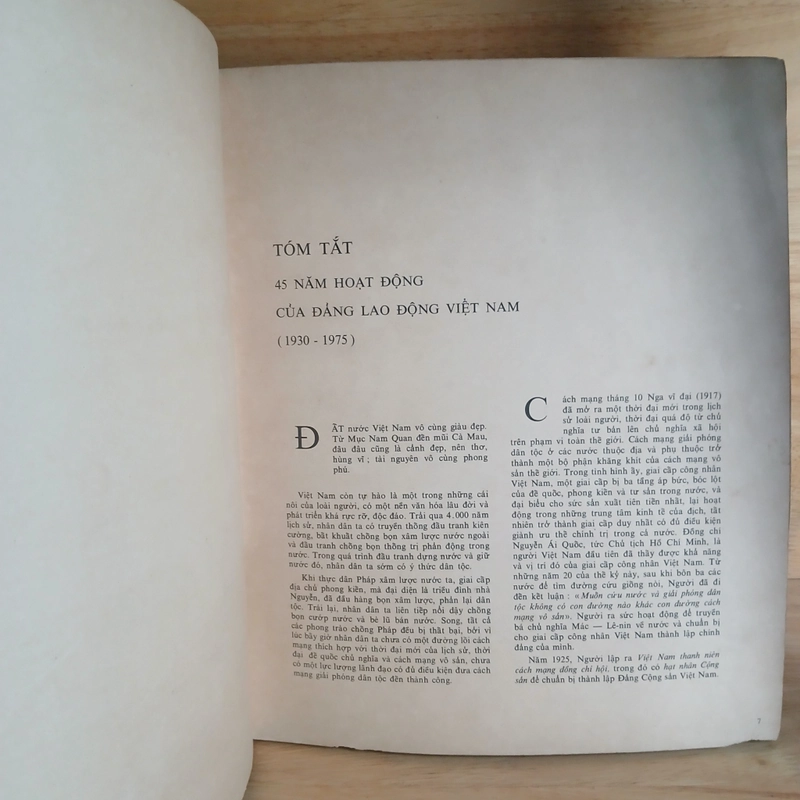 TÓM TẮT
45 NĂM HOẠT ĐỘNG
CỦA ĐẢNG LAO ĐỘNG VIỆT NAM
( 1930 - 1975 )
ĐẤT nước Việt Nam vô cùng giàu đẹp.
Từ Mục Nam Quan đến mũi Cà Mau,
đâu đâu cũng là cảnh đẹp, nên thơ,
hùng vĩ ; tài nguyên vô cùng phong
phú.
Việt Nam còn tự hào là một trong những cái
nôi của loài người, có một nền văn hóa lâu đời và
phát triển khá rực rỡ, độc đáo. Trải qua 4.000 năm
lịch sử, nhân dân ta có truyền thống đấu tranh kiên
cường, bất khuất chống bọn xâm lược nước ngoài
và đấu tranh chống bọn thống trị phản động trong
nước. Trong quá trình đấu tranh dựng nước và giữ
nước đó, nhân dân ta sớm có ý thức dân tộc.
Khi thực dân Pháp xâm lược nước ta, giai cấp
địa chủ phong kiến, mà đại diện là triều đình nhà
Nguyễn, đã đầu hàng bọn xâm lược, phản lại dân
tộc. Trái lại, nhân dân ta liên tiếp nổi dậy chống
bọn cướp nước và bè lũ bán nước. Song, tất cả
các phong trào chống Pháp đều bị thất bại, bởi vì
lúc bấy giờ nhân dân ta chưa có một đường lối cách
mạng thích hợp với thời đại mới của lịch sử, thời
đại đế quốc chủ nghĩa và cách mạng vô sản, chưa
có một lực lượng lãnh đạo có đủ điều kiện đưa cách
mạng giải phóng dân tộc đến thành công.
Cách mạng tháng 10 Nga vĩ đại (1917)
đã mở ra một thời đại mới trong lịch
sử loài người, thời đại quá độ từ chủ
nghĩa tư bản lên chủ nghĩa xã hội
trên phạm vi toàn thế giới. Cách mạng giải phóng
dân tộc ở các nước thuộc địa và phụ thuộc trở
thành một bộ phận khăng khít của cách mạng vô
sản thế giới. Trong tình hình ấy, giai cấp công nhân
Việt Nam, một giai cấp bị ba tầng áp bức, bóc lột
của đế quốc, phong kiến và tư sản trong nước, và
đại biểu cho sức sản xuất tiên tiến nhất, lại hoạt
động trong những trung tâm kinh tế của địch, tất
nhiên trở thành giai cấp duy nhất có đủ điều kiện
giành ưu thế chính trị trong cả nước. Đồng chí
Nguyễn Ái Quốc, tức Chủ tịch Hồ Chí Minh, là
người Việt Nam đầu tiên đã thấy được khả năng
và vị trí đó của giai cấp công nhân Việt Nam. Từ
những năm 20 của thế kỷ này, sau khi bôn ba các
nước để tìm đường cứu giống nòi, Người đã đi
đến kết luận : «Muốn cứu nước và giải phóng dân
tộc không có con đường nào khác con đường cách
mạng vô sản». Người ra sức hoạt động để truyền
bá chủ nghĩa Mác — Lê-nin về nước và chuẩn bị
cho giai cấp công nhân Việt Nam thành lập chính
đảng của mình.
Năm 1925, Người lập ra Việt Nam thanh niên
cách mạng đồng chí hội, trong đó có hạt nhân Cộng
sản để chuẩn bị thành lập Đảng Cộng sản Việt Nam.
7